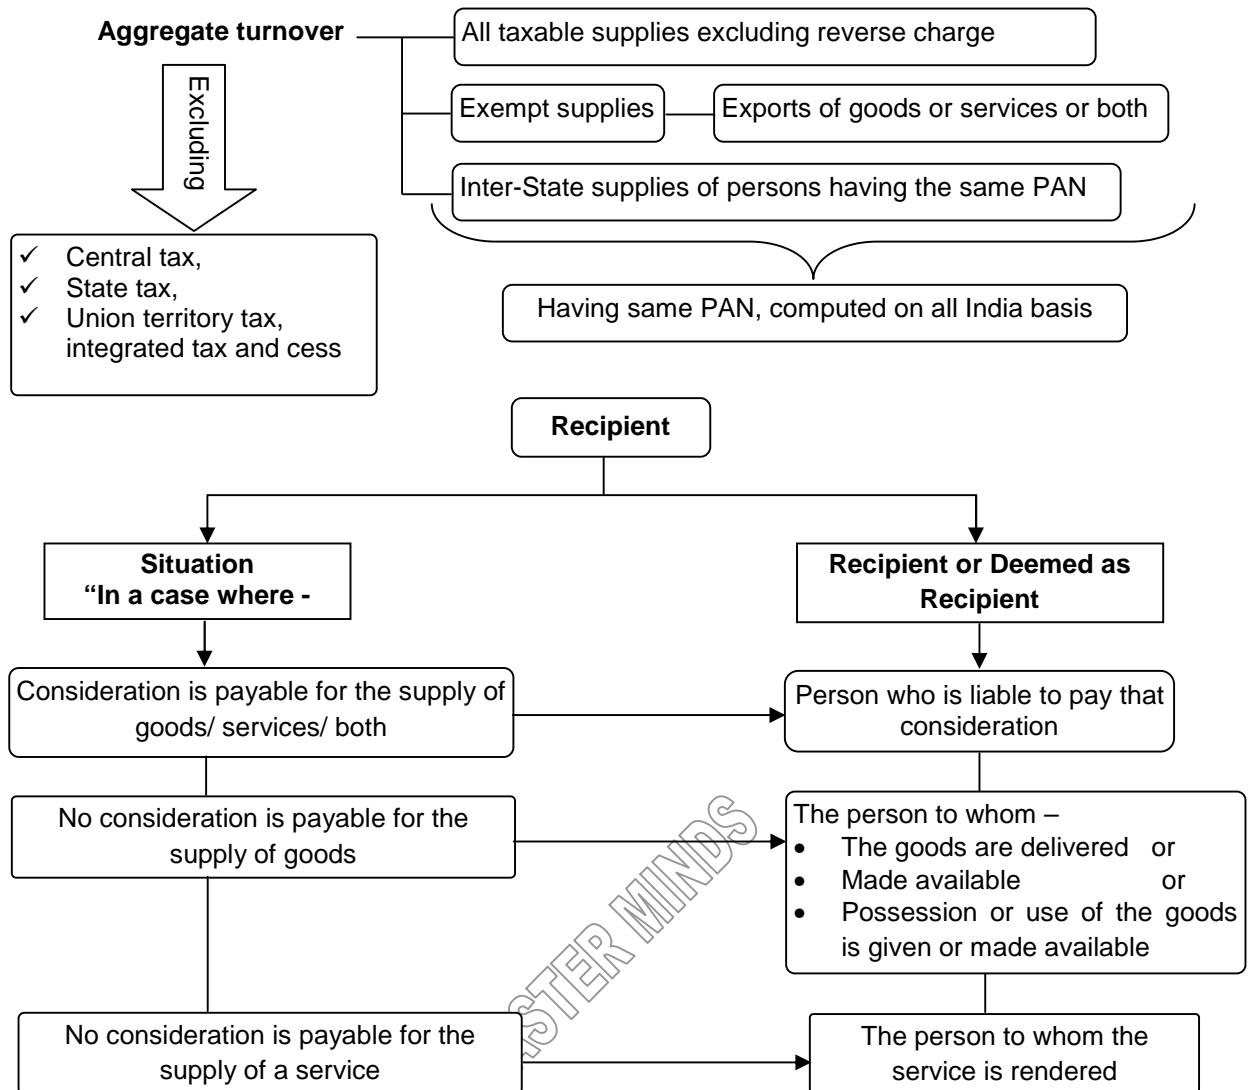 Aggregate turnover
All taxable supplies excluding reverse charge
Excluding
Exempt supplies
Exports of goods or services or both
Inter-State supplies of persons having the same PAN
✓ Central tax,
✓ State tax,
✓ Union territory tax,
integrated tax and cess
Having same PAN, computed on all India basis
Recipient
Situation
“In a case where -
Recipient or Deemed as
Recipient
Consideration is payable for the supply of
goods/ services/ both
Person who is liable to pay that
consideration
No consideration is payable for the
supply of goods
The person to whom –
• The goods are delivered or
• Made available or
• Possession or use of the goods
is given or made available
No consideration is payable for the
supply of a service
The person to whom the
service is rendered
ASTER MINDS